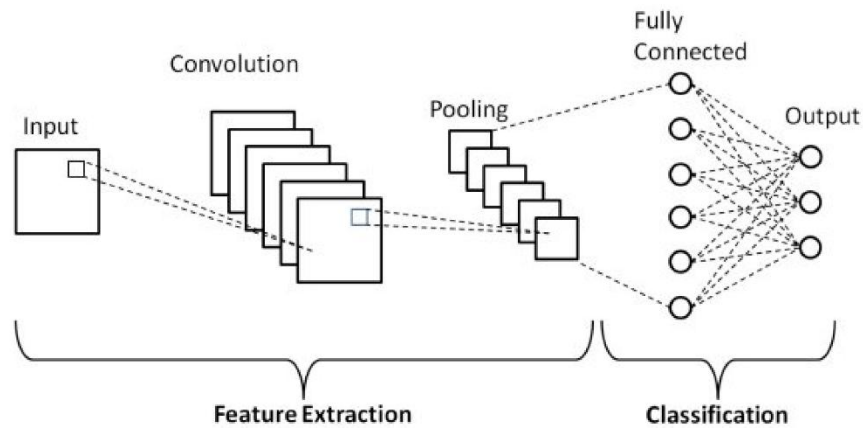 Input
Convolution
Pooling
Fully
Connected
Output
Feature Extraction
Classification